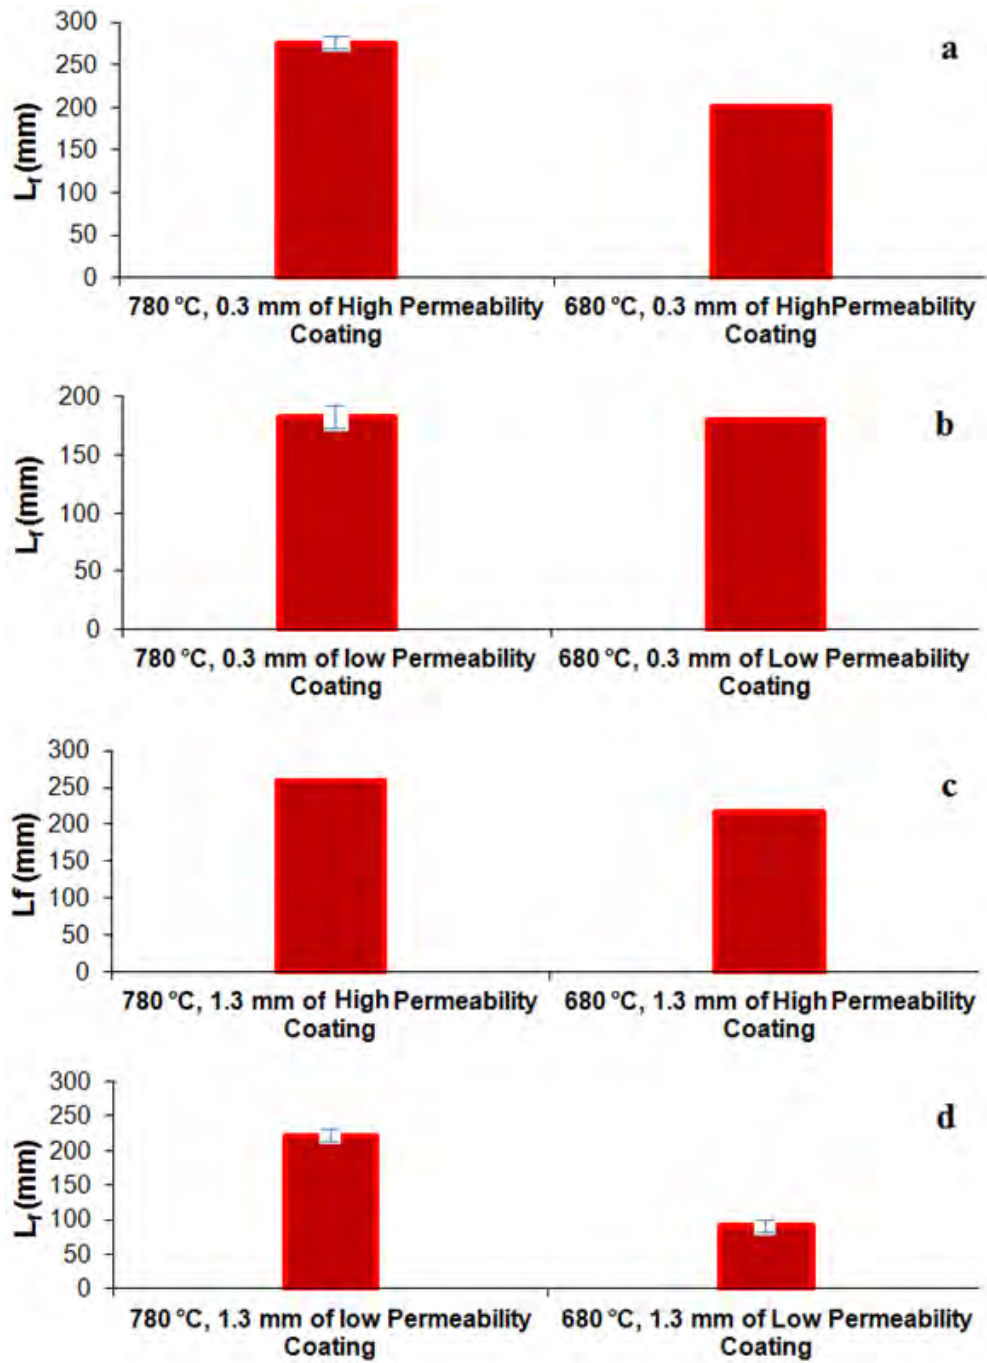 300
a
250
200
150
100
50
0
L_f (mm)
780 °C, 0.3 mm of High Permeability Coating
680 °C, 0.3 mm of HighPermeability Coating
200
b
150
100
50
0
L_f (mm)
780 °C, 0.3 mm of low Permeability Coating
680 °C, 0.3 mm of Low Permeability Coating
300
c
250
200
150
100
50
0
Lf (mm)
780 °C, 1.3 mm of High Permeability Coating
680 °C, 1.3 mm of High Permeability Coating
300
d
250
200
150
100
50
0
L_f (mm)
780 °C, 1.3 mm of low Permeability Coating
680 °C, 1.3 mm of Low Permeability Coating